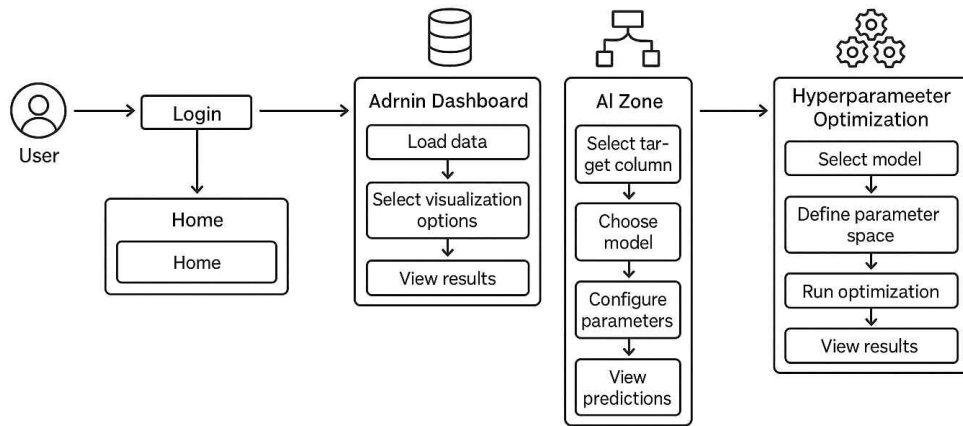 User
Login
Home
Home
Adrnin Dashboard
Load data
Select visualization
options
View results
AI Zone
Select tar-
get column
Choose
model
Configure
parameters
View
predictions
Hyperparameeter
Optimization
Select model
Define parameter
space
Run optimization
View results